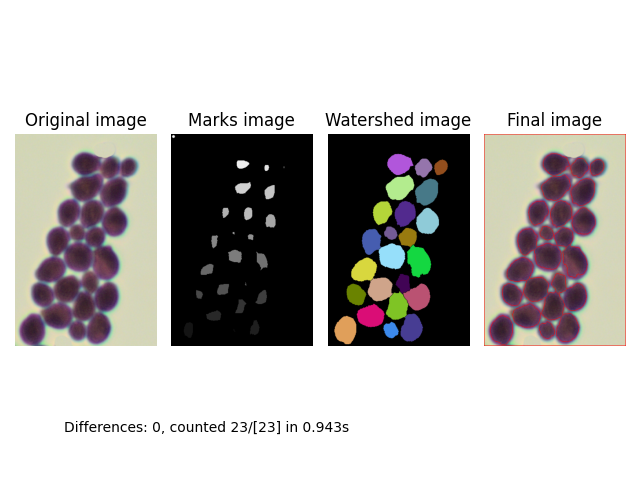 Original image
Marks image
Watershed image
Final image
Differences: 0, counted 23/[23] in 0.943s